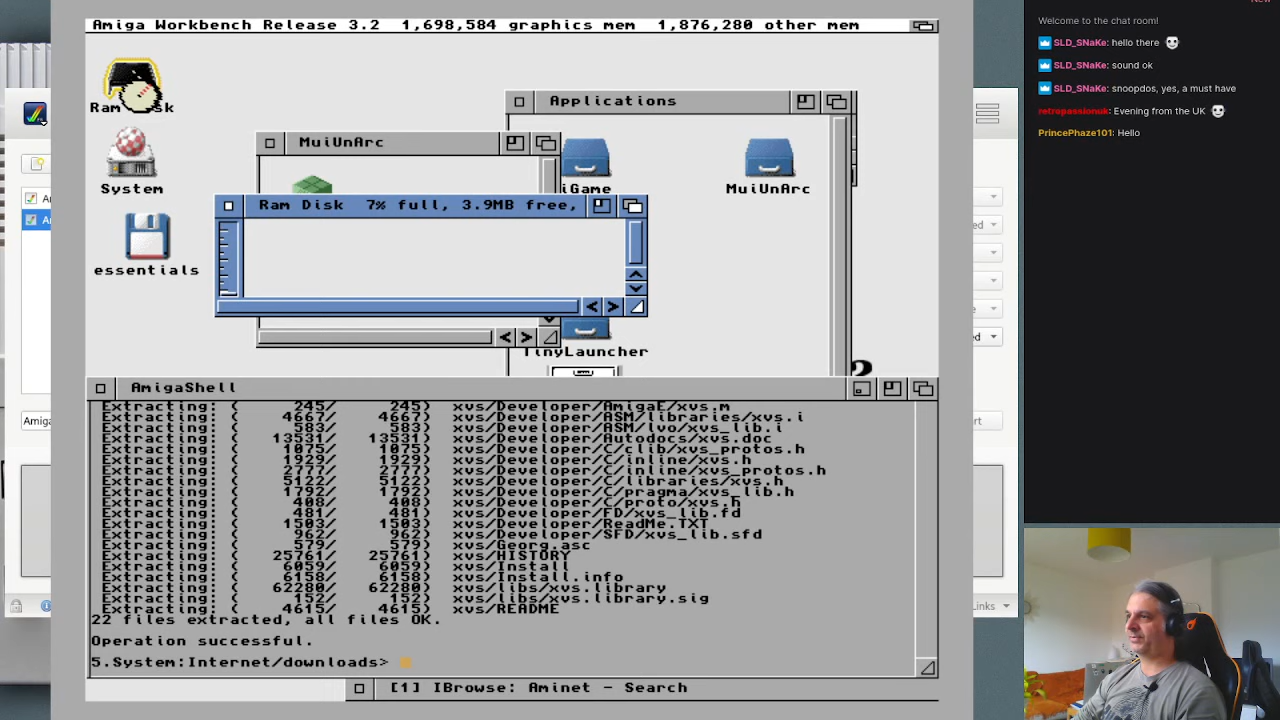 Amiga Workbench Release 3.2 1,698,584 graphics mem 1,876,280 other mem
Ram Disk
System
essentials
Applications
iGame
MuiUnArc
TinyLauncher
MuiUnArc
Ram Disk 7% full, 3.9MB free,
AmigaShell
Extracting: ( 245/ 245) xvs/Developer/AmigaE/xvs.m
Extracting: ( 4667/ 4667) xvs/Developer/ASM/libraries/xvs.i
Extracting: ( 583/ 583) xvs/Developer/ASM/lvo/xvs_lib.i
Extracting: ( 13531/ 13531) xvs/Developer/Autodocs/xvs.doc
Extracting: ( 1075/ 1075) xvs/Developer/C/clib/xvs_protos.h
Extracting: ( 1929/ 1929) xvs/Developer/C/inline/xvs.h
Extracting: ( 2777/ 2777) xvs/Developer/C/inline/xvs_protos.h
Extracting: ( 5122/ 5122) xvs/Developer/C/libraries/xvs.h
Extracting: ( 1792/ 1792) xvs/Developer/C/pragma/xvs_lib.h
Extracting: ( 408/ 408) xvs/Developer/C/proto/xvs.h
Extracting: ( 481/ 481) xvs/Developer/FD/xvs_lib.fd
Extracting: ( 1503/ 1503) xvs/Developer/ReadMe.TXT
Extracting: ( 962/ 962) xvs/Developer/SFD/xvs_lib.sfd
Extracting: ( 579/ 579) xvs/Georg.asc
Extracting: ( 25761/ 25761) xvs/HISTORY
Extracting: ( 6059/ 6059) xvs/Install
Extracting: ( 6158/ 6158) xvs/Install.info
Extracting: ( 62280/ 62280) xvs/libs/xvs.library
Extracting: ( 152/ 152) xvs/libs/xvs.library.sig
Extracting: ( 4615/ 4615) xvs/README
22 files extracted, all files OK.
Operation successful.
5.System:Internet/downloads>
[1] IBrowse: Aminet - Search
Amiga
Links
Welcome to the chat room!
SLD_SNaKe: hello there
SLD_SNaKe: sound ok
SLD_SNaKe: snoopdos, yes, a must have
retropassionuk: Evening from the UK
PrincePhaze101: Hello